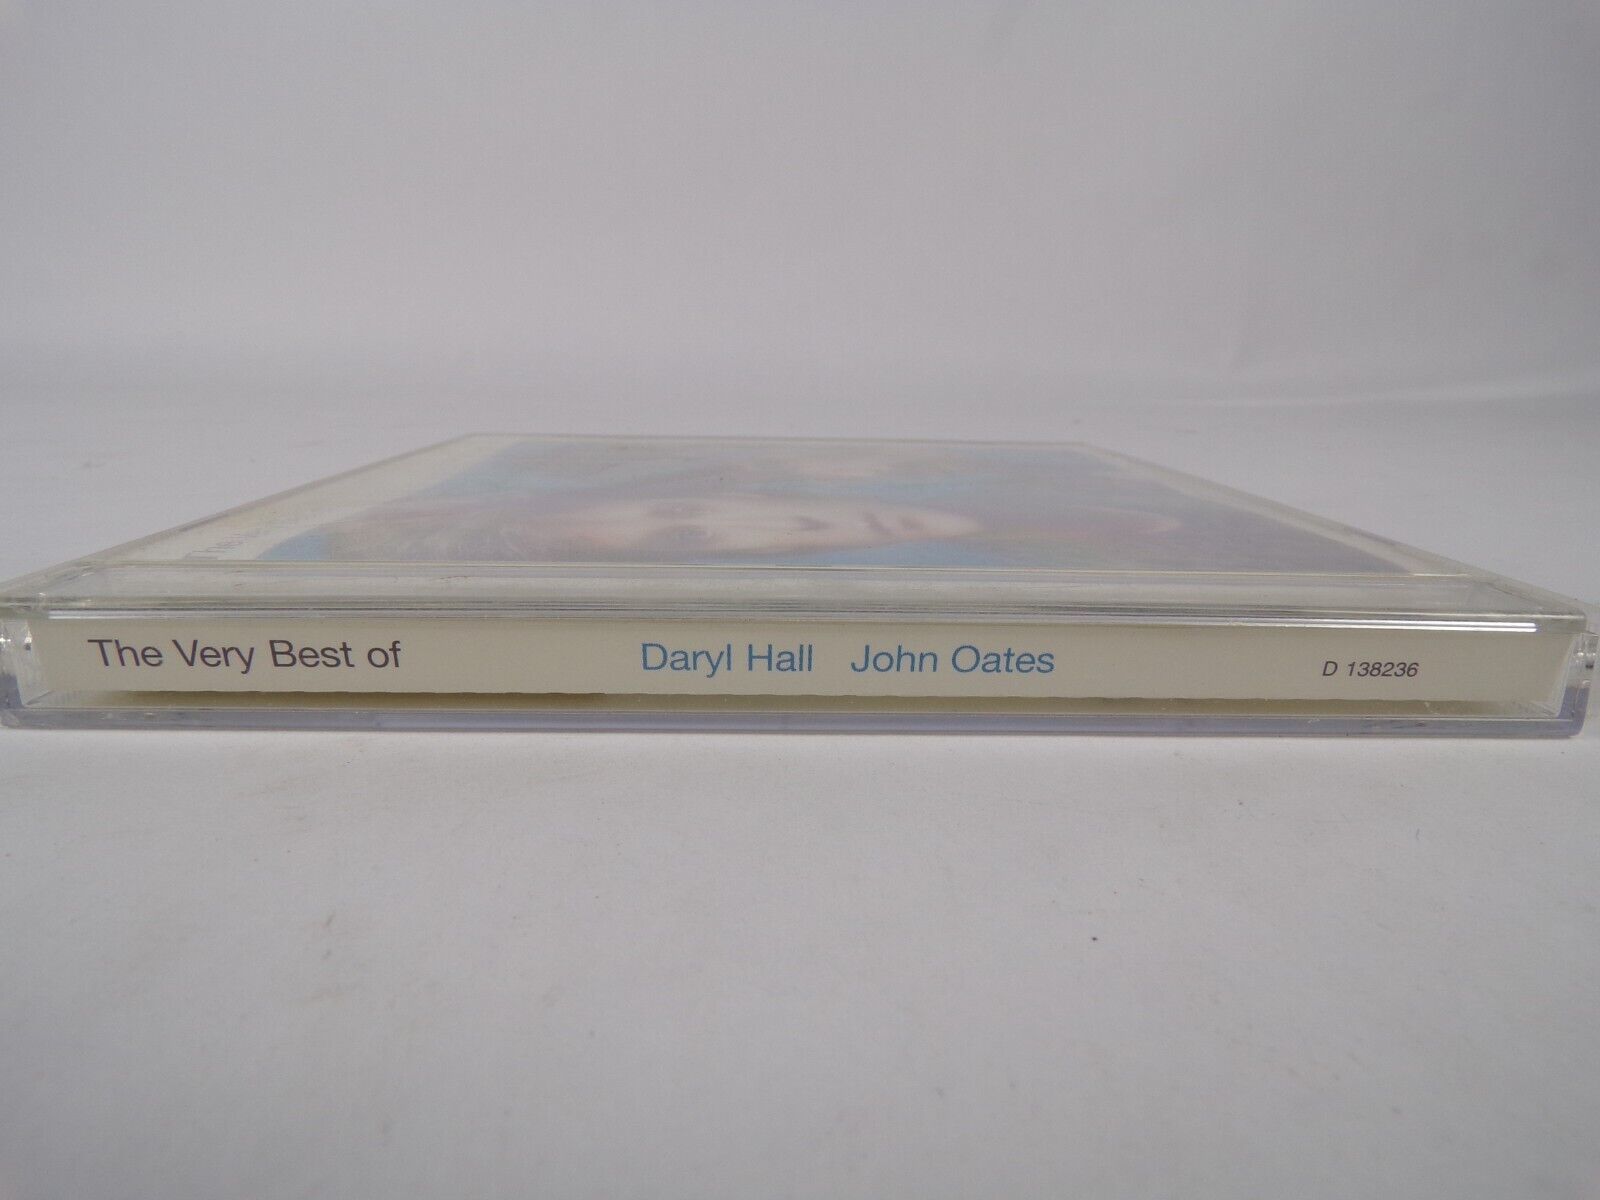 The Very Best of Daryl Hall John Oates D 138236